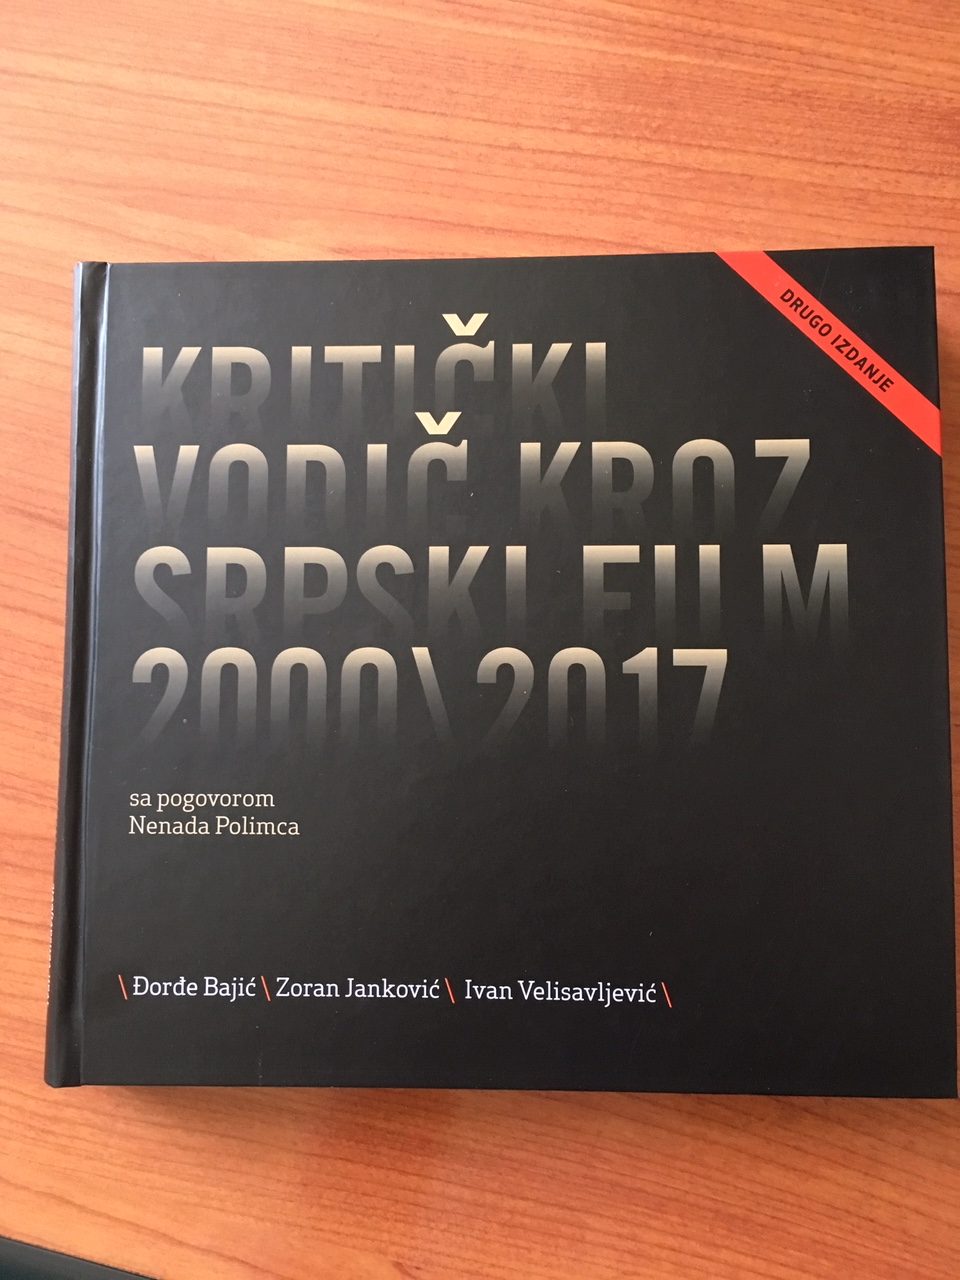 DRUGO IZDANJE
KRITIČKI
VODIČ KROZ
SRPSKI FILM
2000\2017
sa pogovorom
Nenada Polimca
\ Đorđe Bajić \ Zoran Janković \ Ivan Velisavljević \